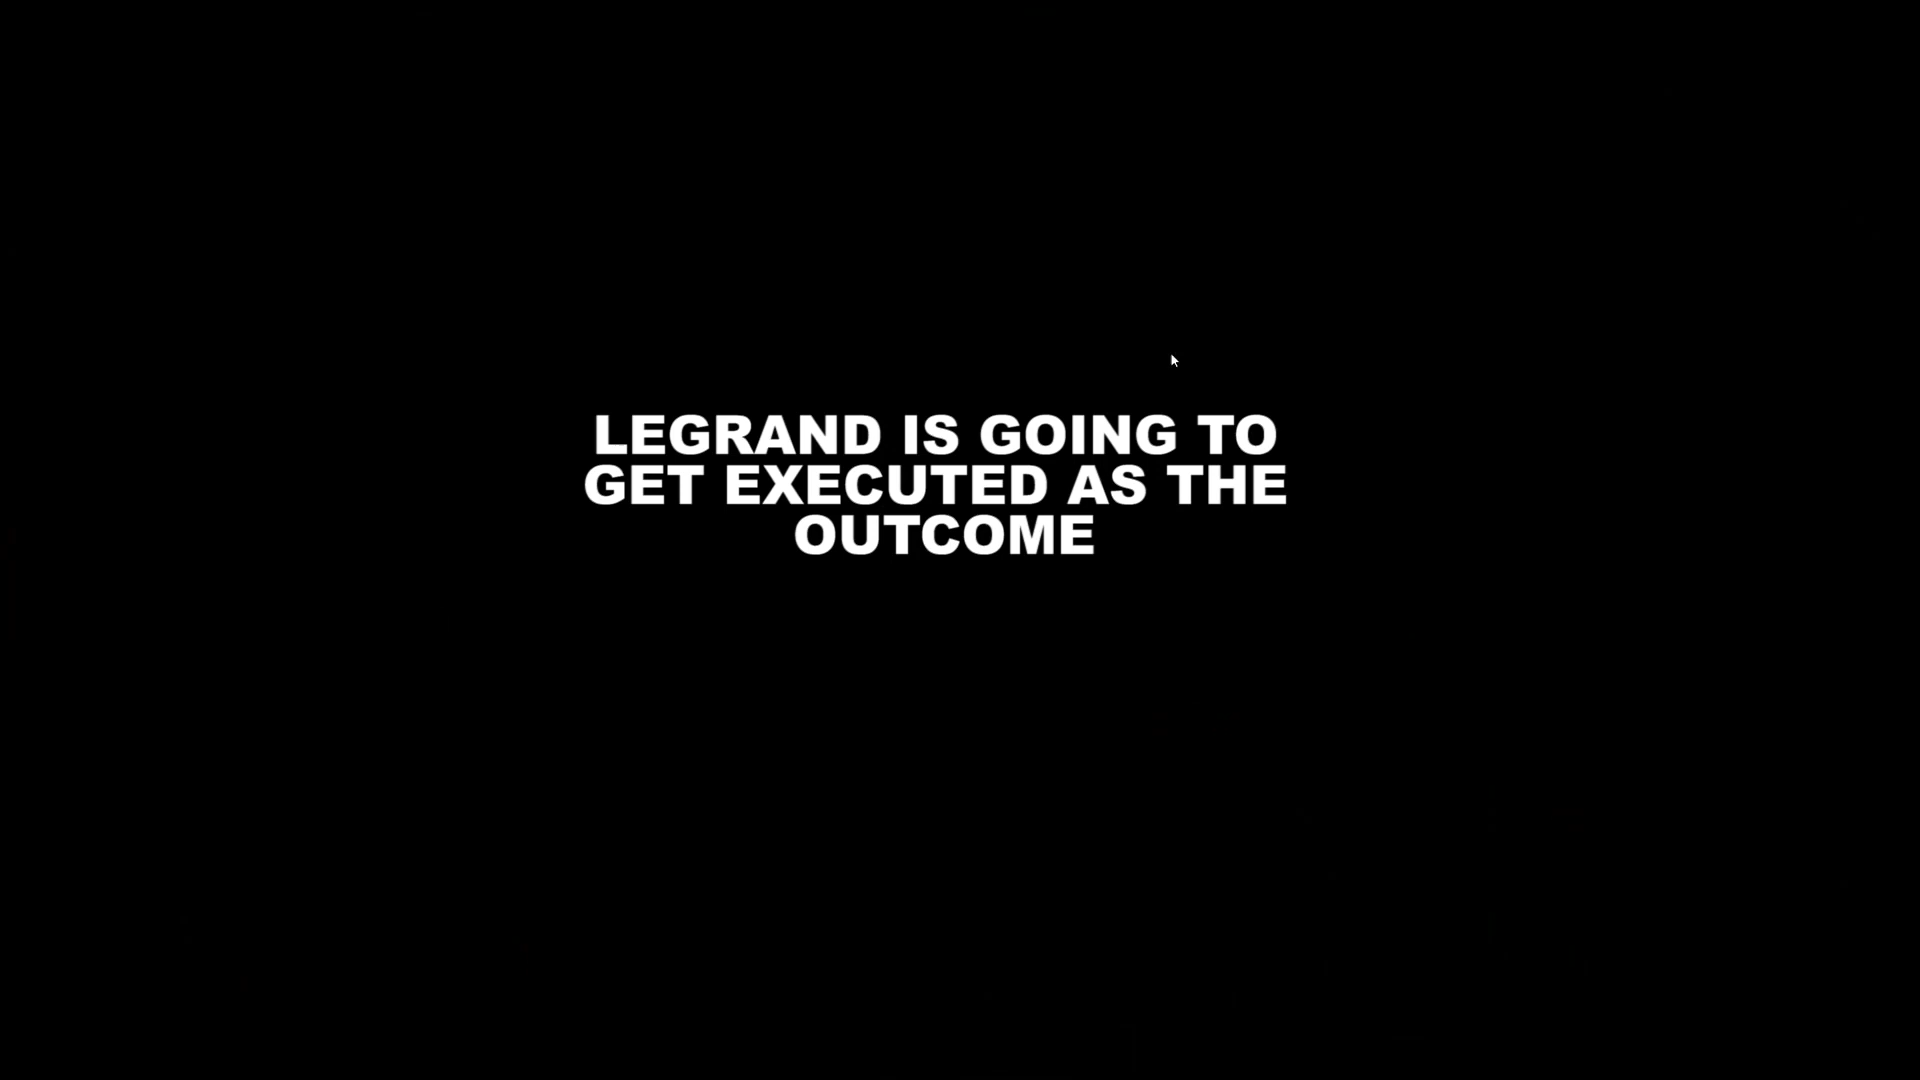 LEGRAND IS GOING TO
GET EXECUTED AS THE
OUTCOME